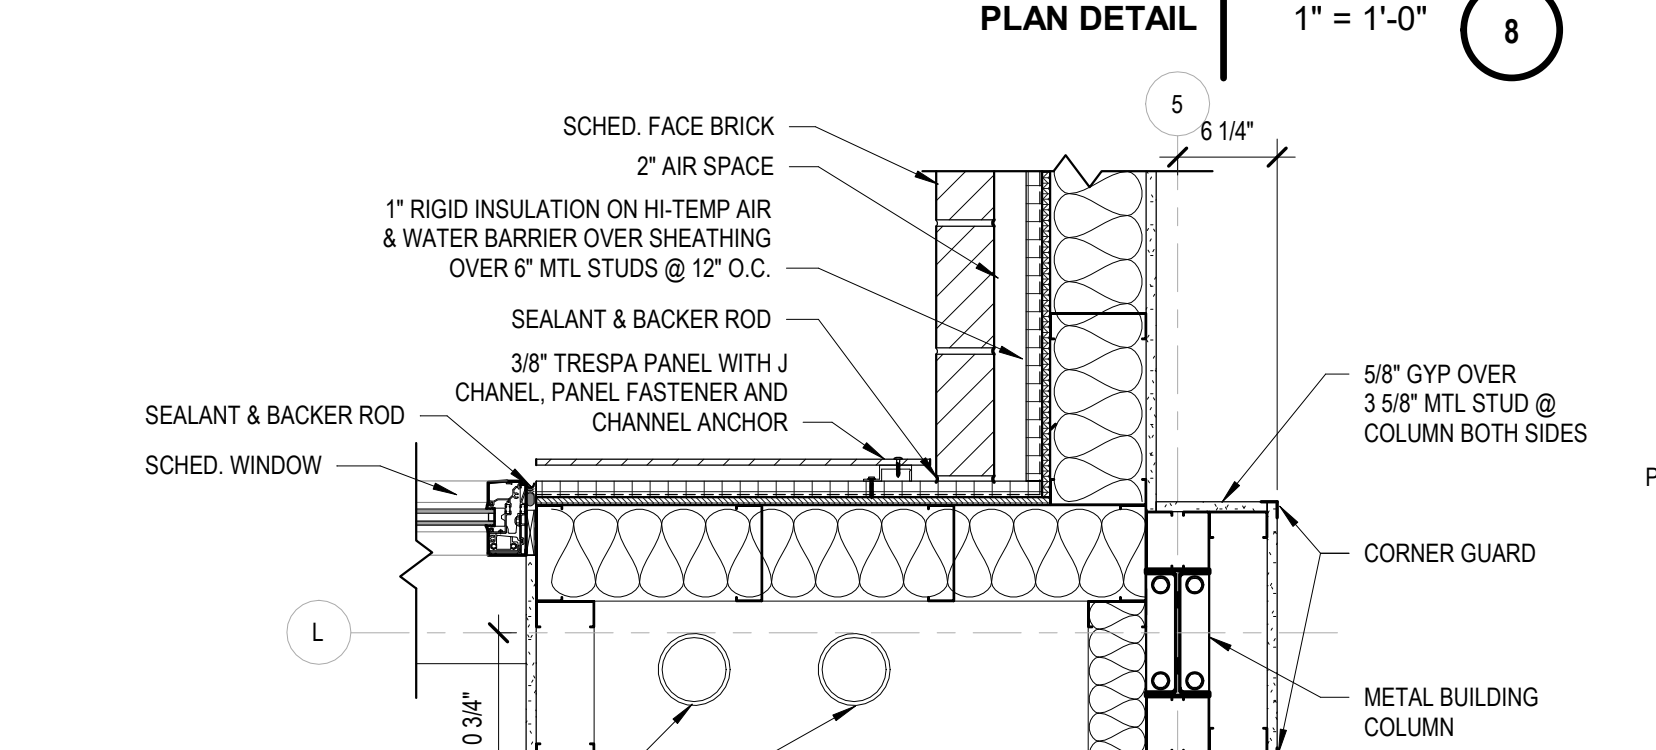 PLAN DETAIL
1" = 1'-0"
8
5
6 1/4"
SCHED. FACE BRICK
2" AIR SPACE
1" RIGID INSULATION ON HI-TEMP AIR
& WATER BARRIER OVER SHEATHING
OVER 6" MTL STUDS @ 12" O.C.
SEALANT & BACKER ROD
3/8" TRESPA PANEL WITH J
CHANEL, PANEL FASTENER AND
CHANNEL ANCHOR
SEALANT & BACKER ROD
SCHED. WINDOW
5/8" GYP OVER
3 5/8" MTL STUD @
COLUMN BOTH SIDES
P
CORNER GUARD
L
METAL BUILDING
COLUMN
0 3/4"